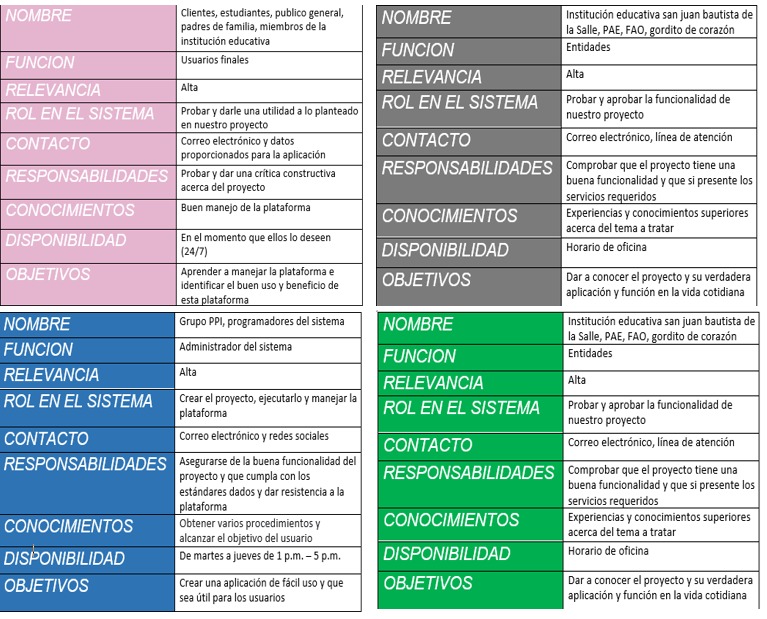 NOMBRE
Clientes, estudiantes, publico general,
padres de familia, miembros de la
institución educativa
FUNCION
Usuarios finales
RELEVANCIA
Alta
ROL EN EL SISTEMA
Probar y darle una utilidad a lo planteado
en nuestro proyecto
CONTACTO
Correo electrónico y datos
proporcionados para la aplicación
RESPONSABILIDADES
Probar y dar una crítica constructiva
acerca del proyecto
CONOCIMIENTOS
Buen manejo de la plataforma
DISPONIBILIDAD
En el momento que ellos lo deseen
(24/7)
OBJETIVOS
Aprender a manejar la plataforma e
identificar el buen uso y beneficio de
esta plataforma
NOMBRE
Institución educativa san juan bautista de
la Salle, PAE, FAO, gordito de corazón
FUNCION
Entidades
RELEVANCIA
Alta
ROL EN EL SISTEMA
Probar y aprobar la funcionalidad de
nuestro proyecto
CONTACTO
Correo electrónico, línea de atención
RESPONSABILIDADES
Comprobar que el proyecto tiene una
buena funcionalidad y que si presente los
servicios requeridos
CONOCIMIENTOS
Experiencias y conocimientos superiores
acerca del tema a tratar
DISPONIBILIDAD
Horario de oficina
OBJETIVOS
Dar a conocer el proyecto y su verdadera
aplicación y función en la vida cotidiana
NOMBRE
Grupo PPI, programadores del sistema
FUNCION
Administrador del sistema
RELEVANCIA
Alta
ROL EN EL SISTEMA
Crear el proyecto, ejecutarlo y manejar la
plataforma
CONTACTO
Correo electrónico y redes sociales
RESPONSABILIDADES
Asegurarse de la buena funcionalidad del
proyecto y que cumpla con los
estándares dados y dar resistencia a la
plataforma
CONOCIMIENTOS
Obtener varios procedimientos y
alcanzar el objetivo del usuario
DISPONIBILIDAD
De martes a jueves de 1 p.m. – 5 p.m.
OBJETIVOS
Crear una aplicación de fácil uso y que
sea útil para los usuarios
NOMBRE
Institución educativa san juan bautista de
la Salle, PAE, FAO, gordito de corazón
FUNCION
Entidades
RELEVANCIA
Alta
ROL EN EL SISTEMA
Probar y aprobar la funcionalidad de
nuestro proyecto
CONTACTO
Correo electrónico, línea de atención
RESPONSABILIDADES
Comprobar que el proyecto tiene una
buena funcionalidad y que si presente los
servicios requeridos
CONOCIMIENTOS
Experiencias y conocimientos superiores
acerca del tema a tratar
DISPONIBILIDAD
Horario de oficina
OBJETIVOS
Dar a conocer el proyecto y su verdadera
aplicación y función en la vida cotidiana